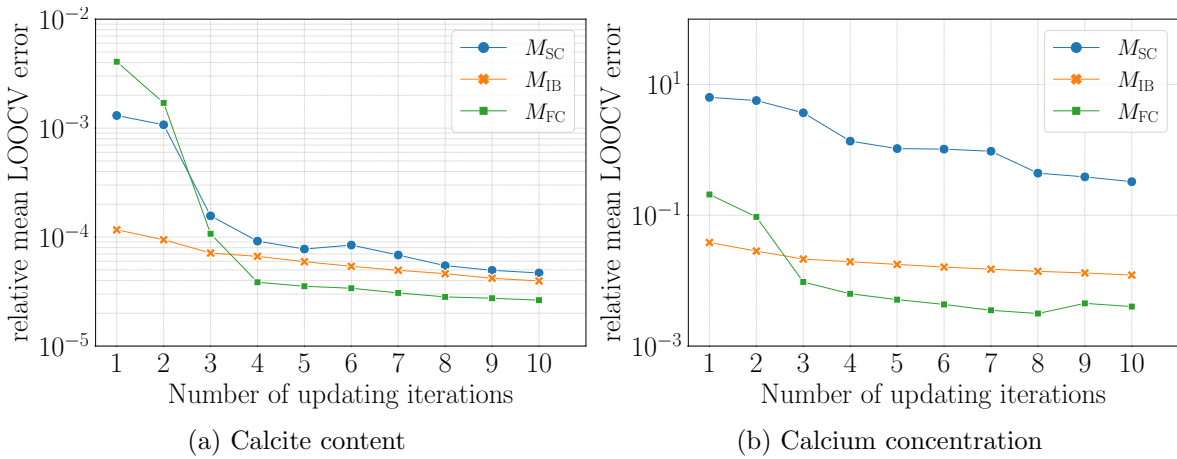 relative mean LOOCV error
10⁻²
10⁻³
10⁻⁴
10⁻⁵
M_SC
M_IB
M_FC
1 2 3 4 5 6 7 8 9 10
Number of updating iterations
(a) Calcite content
relative mean LOOCV error
10¹
10⁻¹
10⁻³
M_SC
M_IB
M_FC
1 2 3 4 5 6 7 8 9 10
Number of updating iterations
(b) Calcium concentration